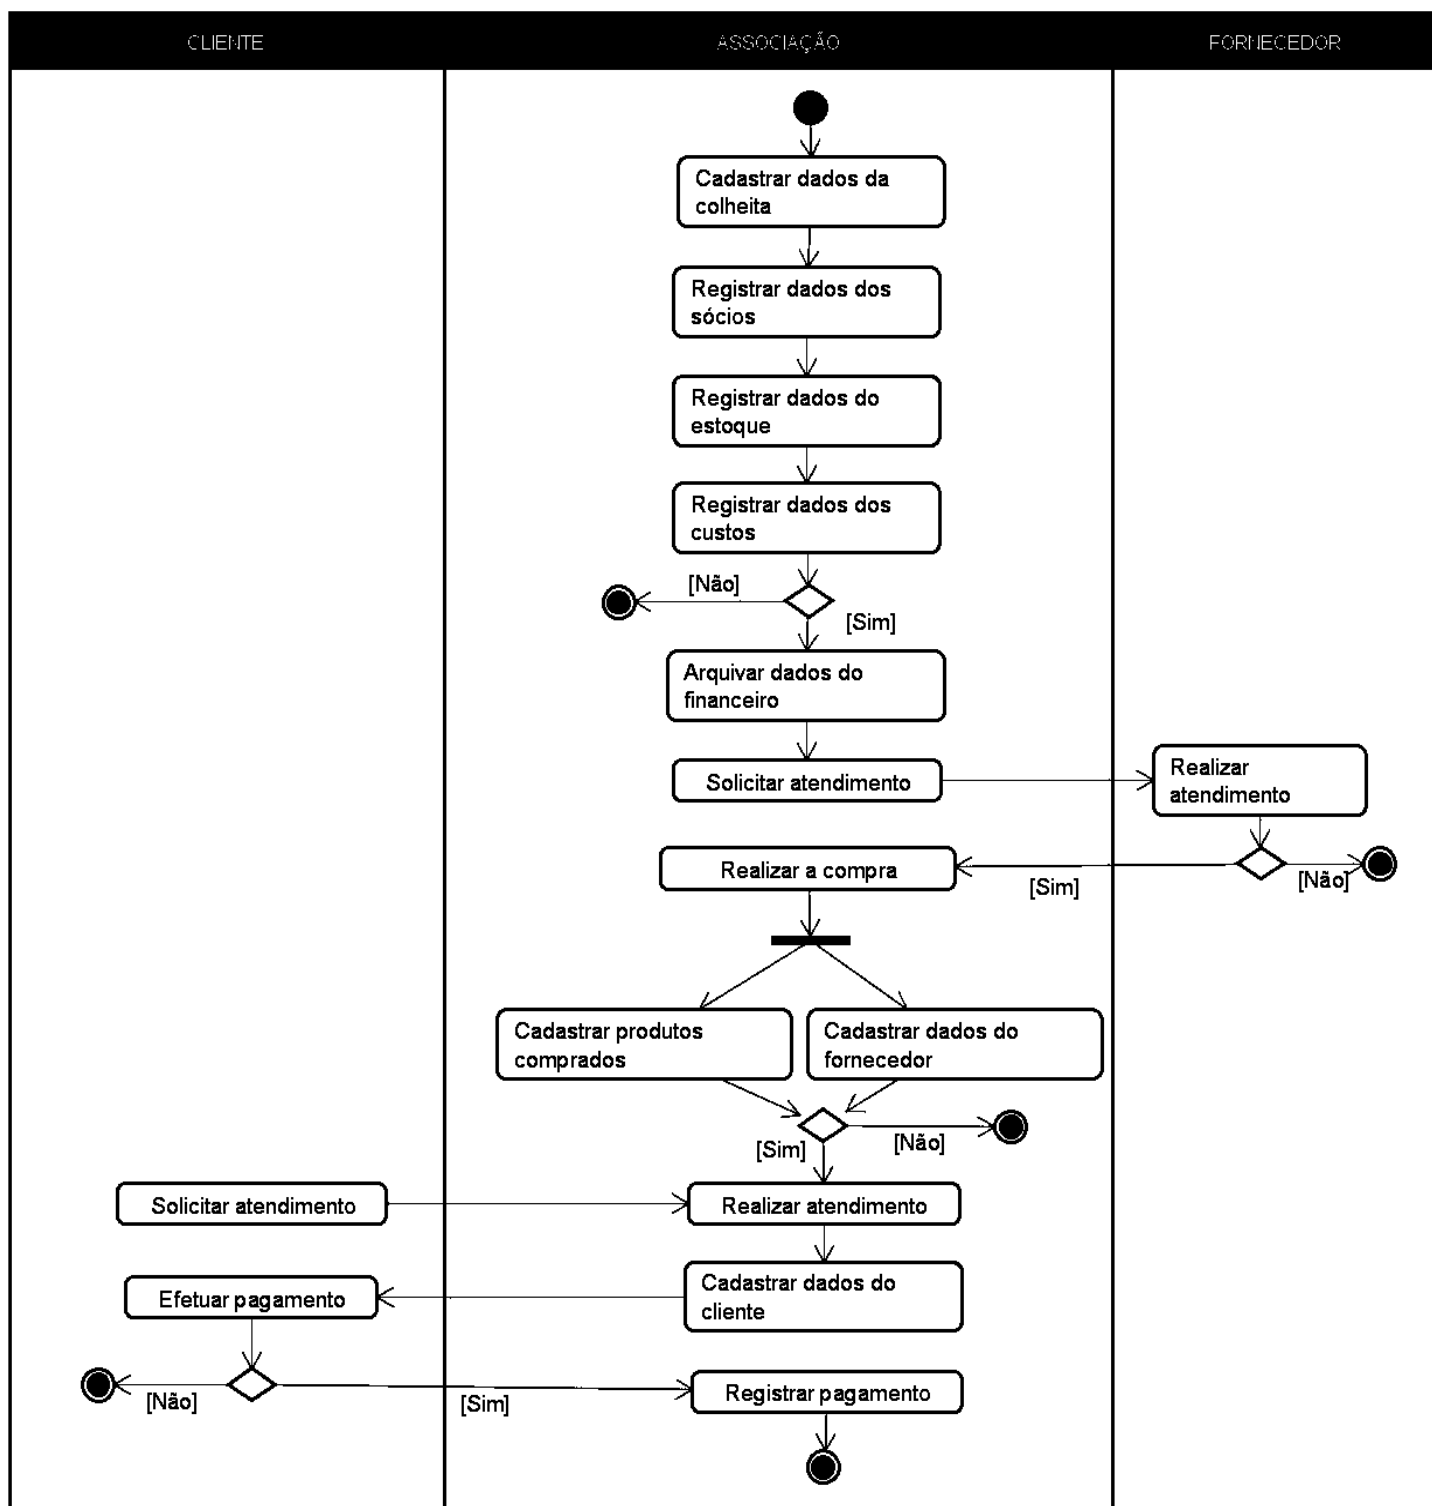 CLIENTE
ASSOCIAÇÃO
FORNECEDOR
Cadastrar dados da
colheita
Registrar dados dos
sócios
Registrar dados do
estoque
Registrar dados dos
custos
[Não]
[Sim]
Arquivar dados do
financeiro
Solicitar atendimento
Realizar
atendimento
Realizar a compra
[Sim]
[Não]
Cadastrar produtos
comprados
Cadastrar dados do
fornecedor
[Sim]
[Não]
Solicitar atendimento
Realizar atendimento
Efetuar pagamento
Cadastrar dados do
cliente
[Não]
[Sim]
Registrar pagamento